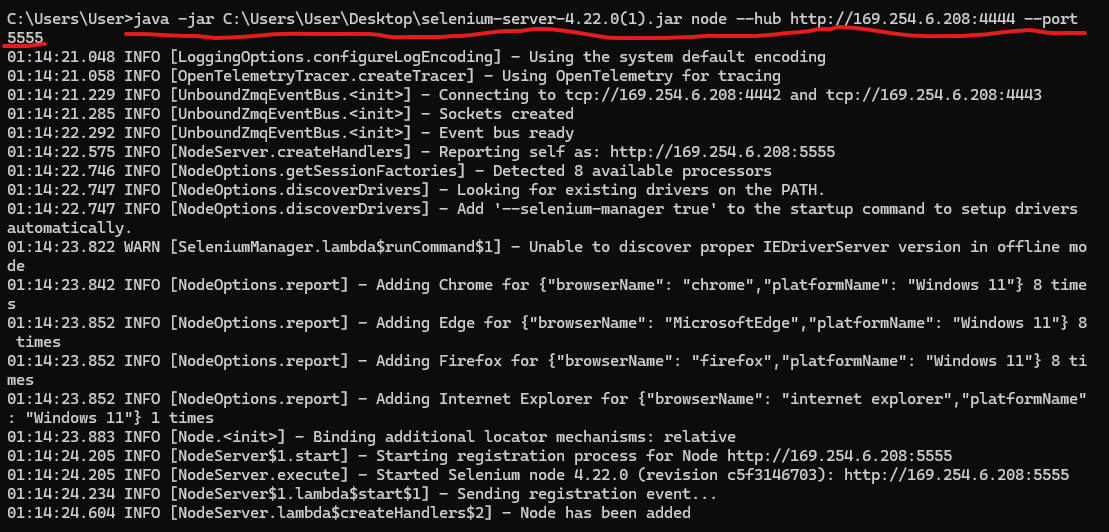 C:\Users\User>java -jar C:\Users\User\Desktop\selenium-server-4.22.0(1).jar node --hub http://169.254.6.208:4444 --port
5555
01:14:21.048 INFO [LoggingOptions.configureLogEncoding] - Using the system default encoding
01:14:21.058 INFO [OpenTelemetryTracer.createTracer] - Using OpenTelemetry for tracing
01:14:21.229 INFO [UnboundZmqEventBus.<init>] - Connecting to tcp://169.254.6.208:4442 and tcp://169.254.6.208:4443
01:14:21.285 INFO [UnboundZmqEventBus.<init>] - Sockets created
01:14:22.292 INFO [UnboundZmqEventBus.<init>] - Event bus ready
01:14:22.575 INFO [NodeServer.createHandlers] - Reporting self as: http://169.254.6.208:5555
01:14:22.746 INFO [NodeOptions.getSessionFactories] - Detected 8 available processors
01:14:22.747 INFO [NodeOptions.discoverDrivers] - Looking for existing drivers on the PATH.
01:14:22.747 INFO [NodeOptions.discoverDrivers] - Add '--selenium-manager true' to the startup command to setup drivers
automatically.
01:14:23.822 WARN [SeleniumManager.lambda$runCommand$1] - Unable to discover proper IEDriverServer version in offline mo
de
01:14:23.842 INFO [NodeOptions.report] - Adding Chrome for {"browserName": "chrome","platformName": "Windows 11"} 8 time
s
01:14:23.852 INFO [NodeOptions.report] - Adding Edge for {"browserName": "MicrosoftEdge","platformName": "Windows 11"} 8
 times
01:14:23.852 INFO [NodeOptions.report] - Adding Firefox for {"browserName": "firefox","platformName": "Windows 11"} 8 ti
mes
01:14:23.852 INFO [NodeOptions.report] - Adding Internet Explorer for {"browserName": "internet explorer","platformName"
: "Windows 11"} 1 times
01:14:23.883 INFO [Node.<init>] - Binding additional locator mechanisms: relative
01:14:24.205 INFO [NodeServer$1.start] - Starting registration process for Node http://169.254.6.208:5555
01:14:24.205 INFO [NodeServer.execute] - Started Selenium node 4.22.0 (revision c5f3146703): http://169.254.6.208:5555
01:14:24.234 INFO [NodeServer$1.lambda$start$1] - Sending registration event...
01:14:24.604 INFO [NodeServer.lambda$createHandlers$2] - Node has been added